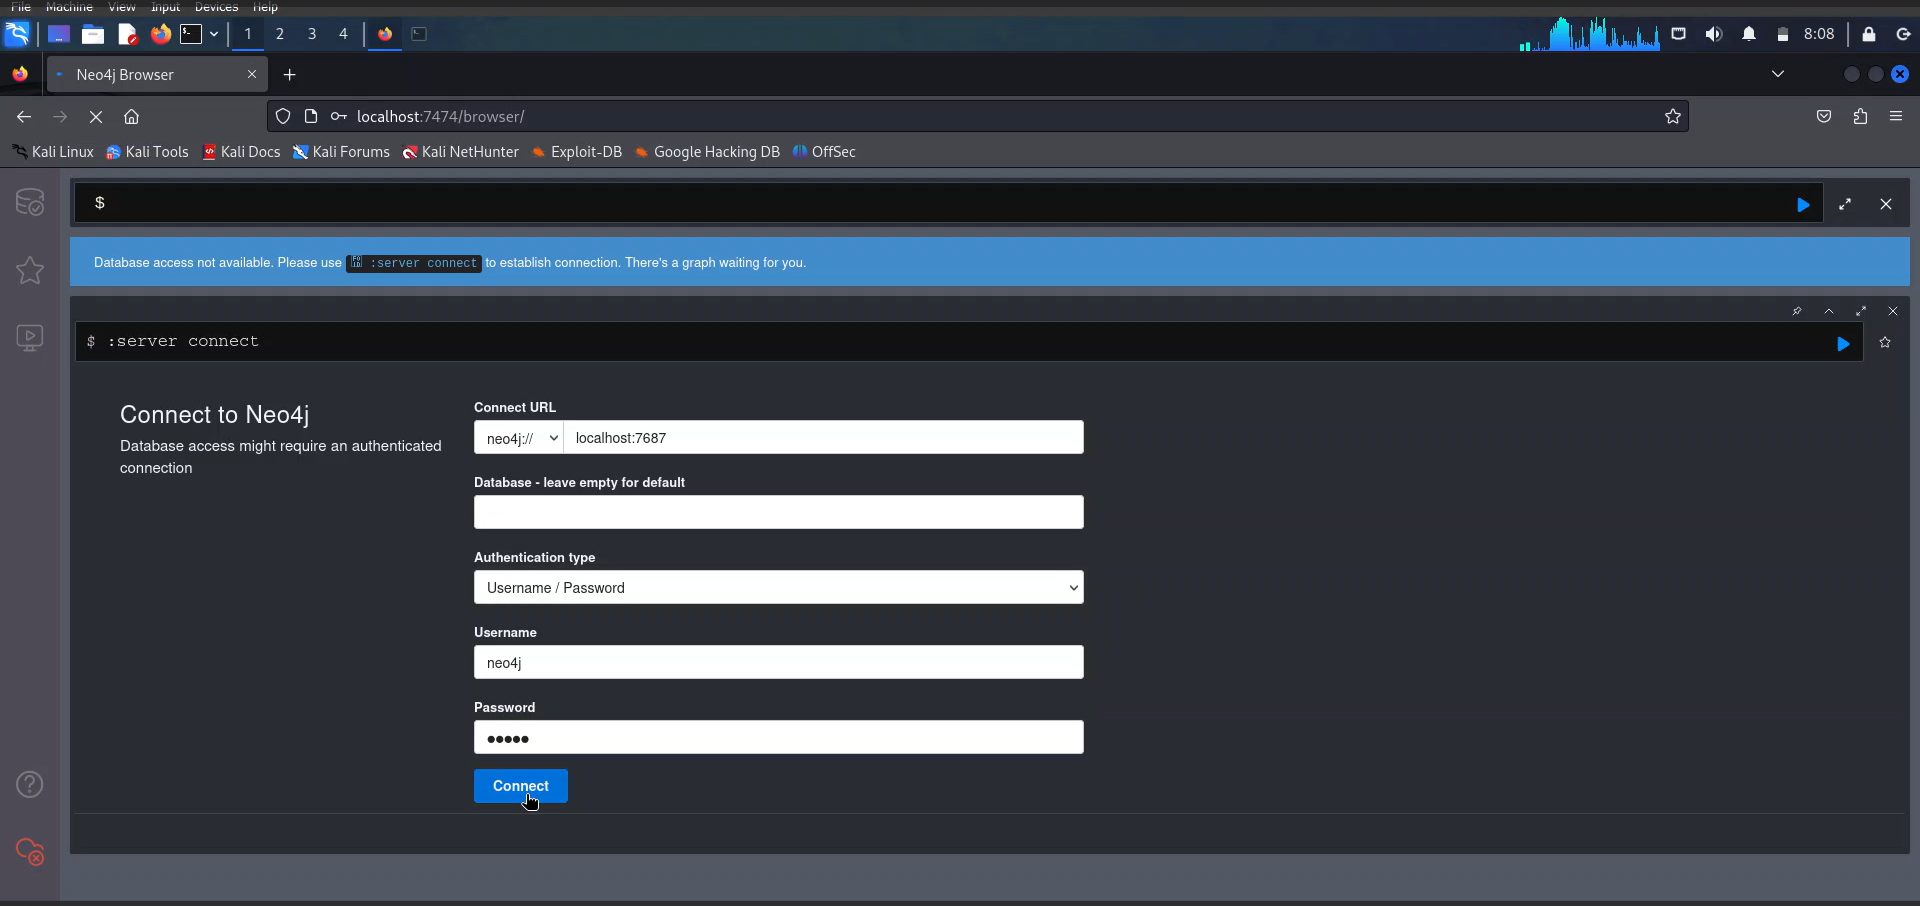 File Machine View Input Devices Help
1 2 3 4 8:08
Neo4j Browser
localhost:7474/browser/
Kali Linux Kali Tools Kali Docs Kali Forums Kali NetHunter Exploit-DB Google Hacking DB OffSec
$
Database access not available. Please use :server connect to establish connection. There's a graph waiting for you.
$ :server connect
Connect to Neo4j
Database access might require an authenticated
connection
Connect URL
neo4j:// localhost:7687
Database - leave empty for default
Authentication type
Username / Password
Username
neo4j
Password
•••••
Connect